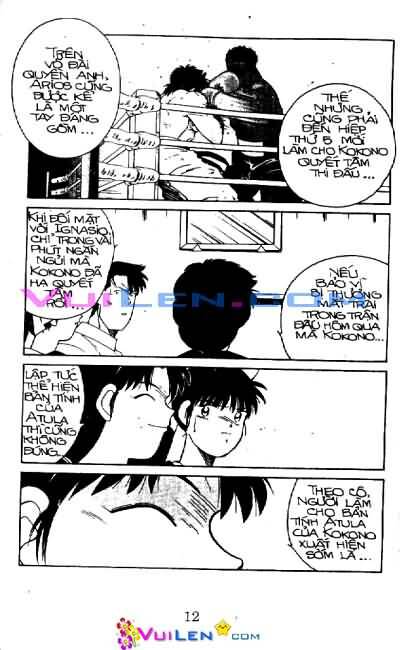 TRÊN
VÕ ĐÀI
QUYỀN ANH,
ARIOS CŨNG
ĐƯỢC KỂ
LÀ MỘT
TAY ĐÁNG
GỜM...
THẾ
NHƯNG
CŨNG PHẢI
ĐẾN HIỆP
THỨ 5 MỚI
LÀM CHO KOKONO
QUYẾT TÂM
THI ĐẤU...
KHI ĐỐI MẶT
VỚI IGNASIO,
CHỈ TRONG VÀI
PHÚT NGẮN
NGỦI MÀ
KOKONO ĐÃ
HẠ QUYẾT
TÂM
RỒI...
NẾU
BẢO VÌ
BỊ THƯƠNG
MẮT TRÁI
TRONG TRẬN
ĐẤU HÔM QUA
MÀ KOKONO...
VUILEN.COM
LẬP TỨC
THỂ HIỆN
BẢN TÍNH
CỦA
ATULA
THÌ CŨNG
KHÔNG
ĐÚNG...
THEO CÔ,
NGƯỜI LÀM
CHO BẢN
TÍNH ATULA
CỦA KOKONO
XUẤT HIỆN
SỚM LÀ...
12
VUILEN.COM